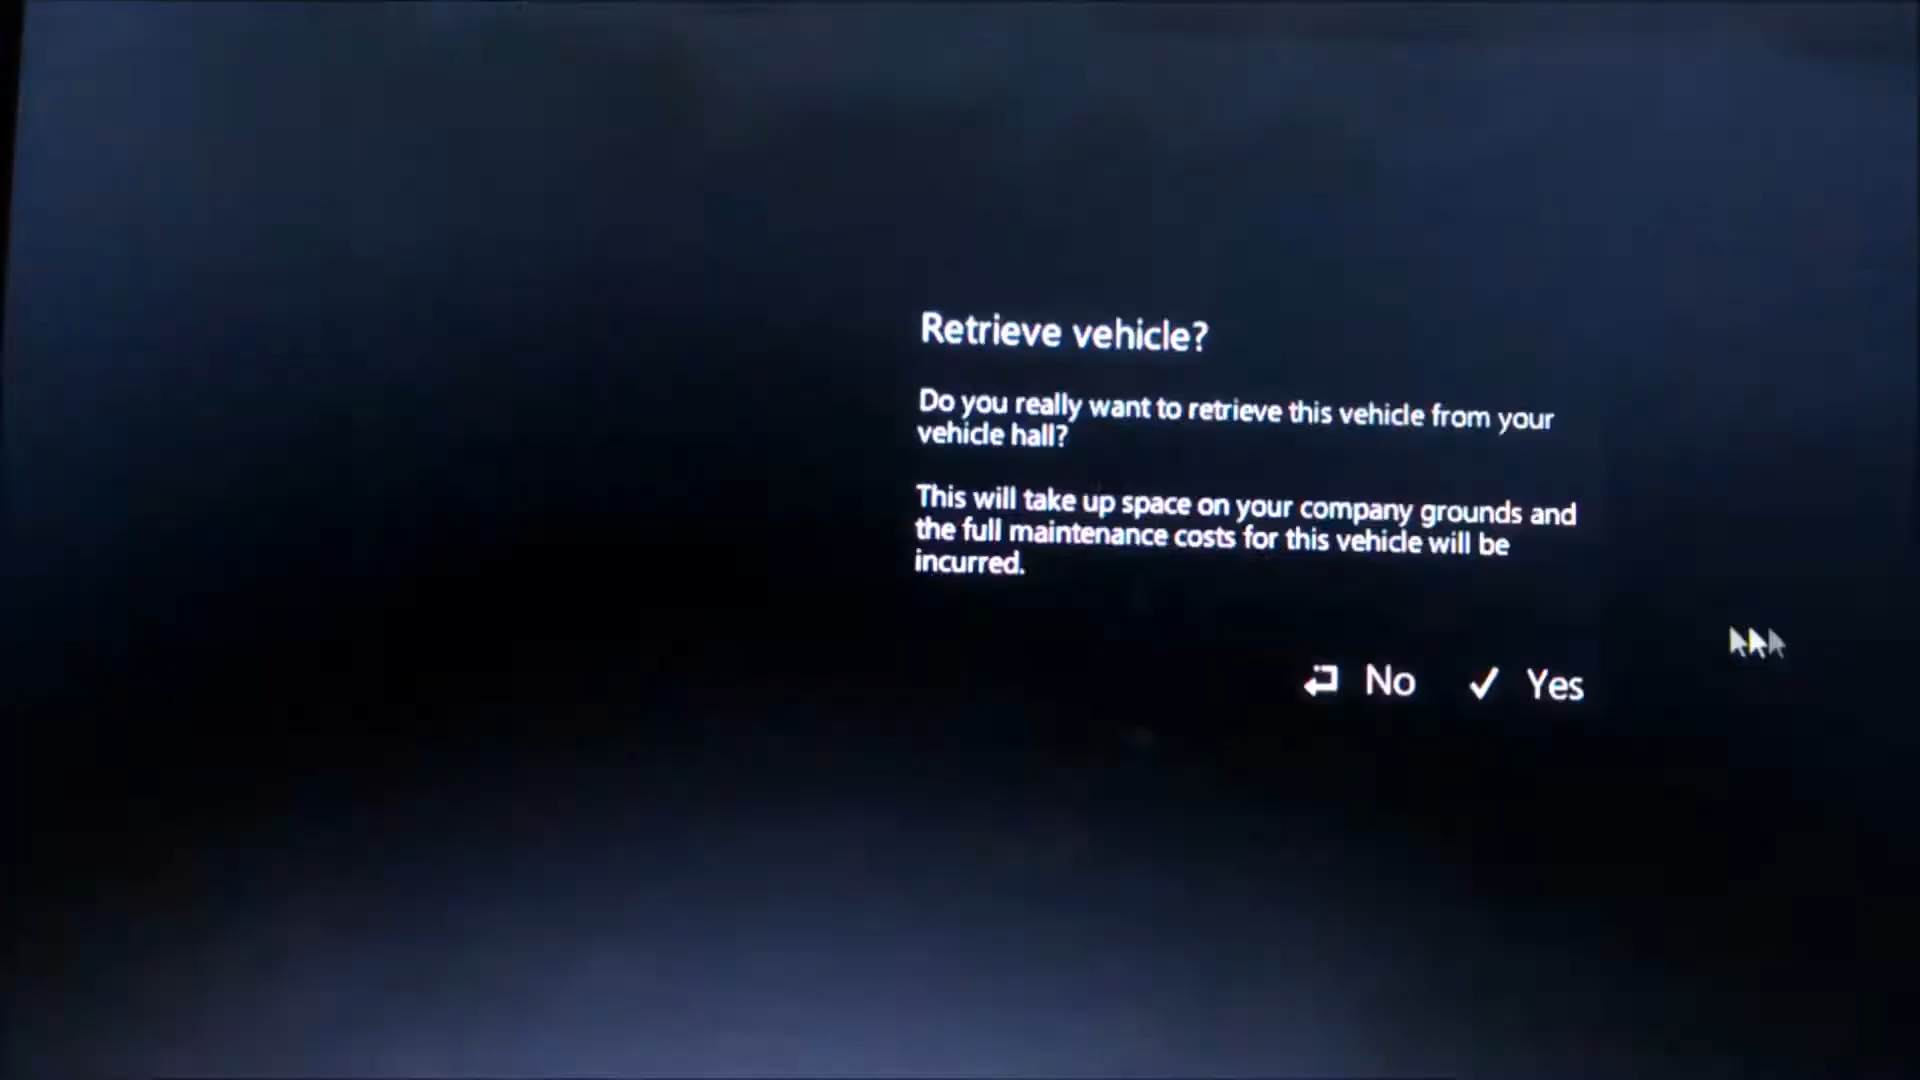 Retrieve vehicle?
Do you really want to retrieve this vehicle from your
vehicle hall?
This will take up space on your company grounds and
the full maintenance costs for this vehicle will be
incurred.
No Yes